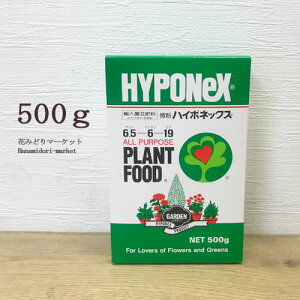 HYPONeX®
輸入園芸肥料
微粉 ハイポネックス
6.5-6-19
ALL PURPOSE
PLANT
FOOD
GARDEN
NET 500g
For Lovers of Flowers and Greens
500g
花みどりマーケット
Hanamidori-market